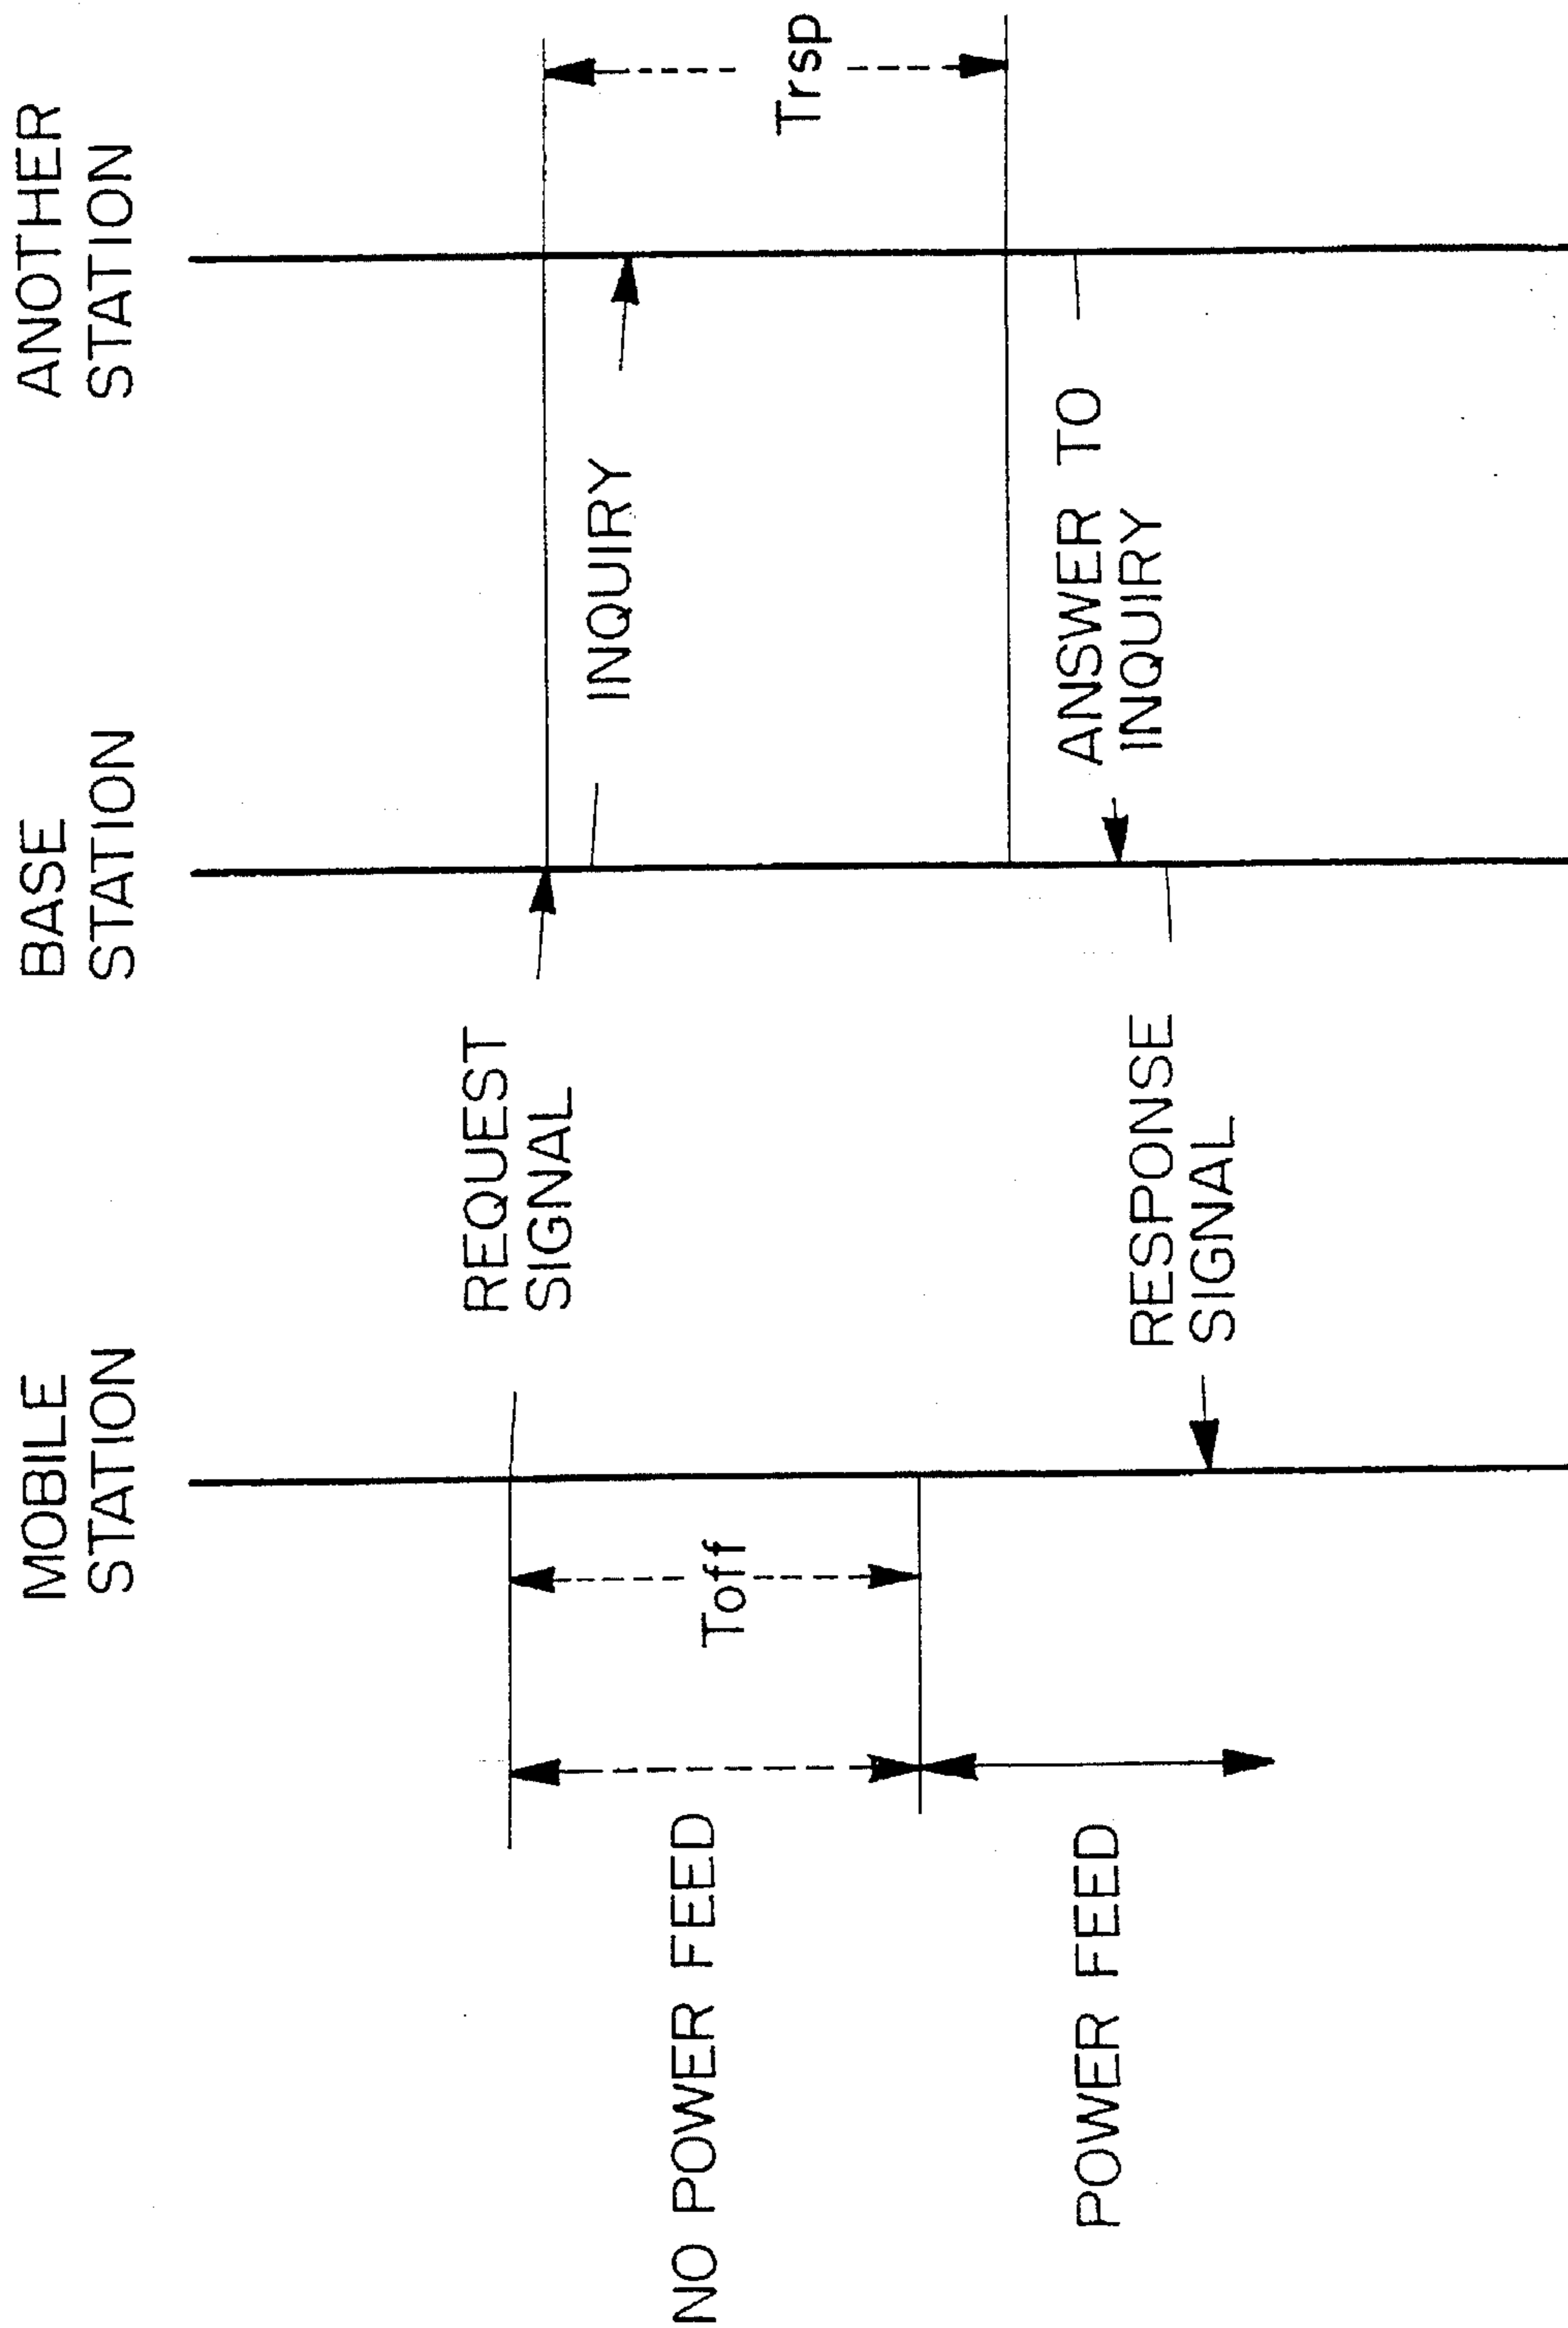 MOBILE
STATION
BASE
STATION
ANOTHER
STATION
REQUEST
SIGNAL
INQUIRY
NO POWER FEED
Toff
Trsp
ANSWER TO
INQUIRY
RESPONSE
SIGNAL
POWER FEED